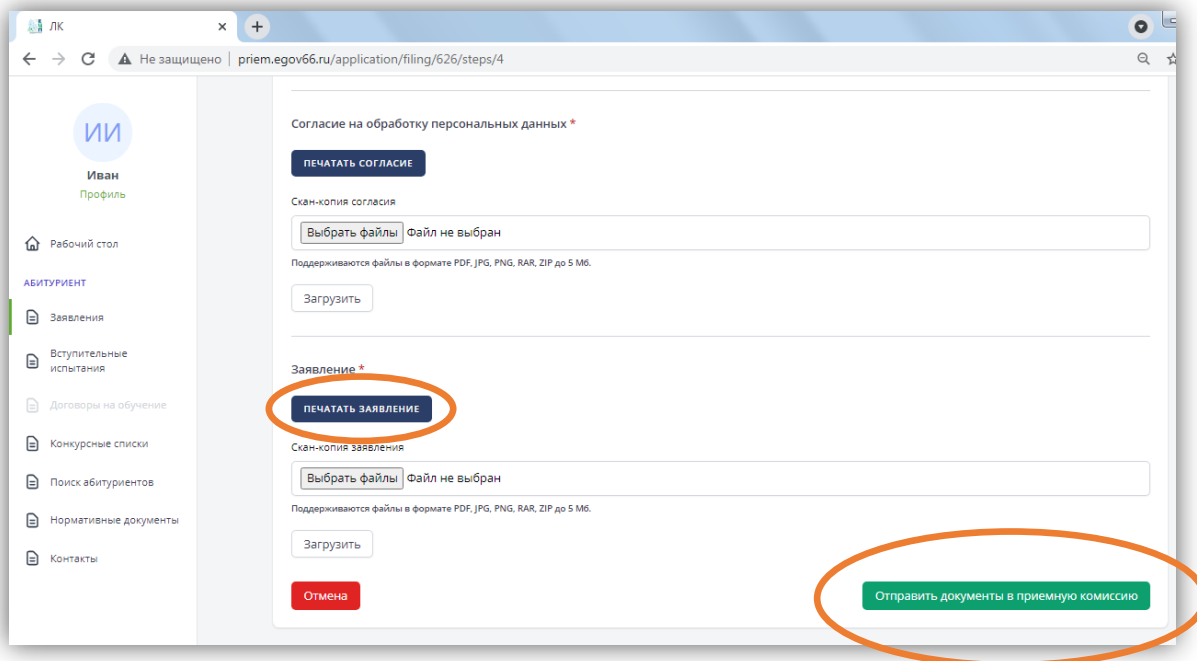 ЛК
Не защищено priem.egov66.ru/application/filing/626/steps/4
ИИ
Иван
Профиль
Рабочий стол
АБИТУРИЕНТ
Заявления
Вступительные
испытания
Договоры на обучение
Конкурсные списки
Поиск абитуриентов
Нормативные документы
Контакты
Согласие на обработку персональных данных *
ПЕЧАТАТЬ СОГЛАСИЕ
Скан-копия согласия
Выбрать файлы Файл не выбран
Поддерживаются файлы в формате PDF, JPG, PNG, RAR, ZIP до 5 Мб.
Загрузить
Заявление *
ПЕЧАТАТЬ ЗАЯВЛЕНИЕ
Скан-копия заявления
Выбрать файлы Файл не выбран
Поддерживаются файлы в формате PDF, JPG, PNG, RAR, ZIP до 5 Мб.
Загрузить
Отмена
Отправить документы в приемную комиссию